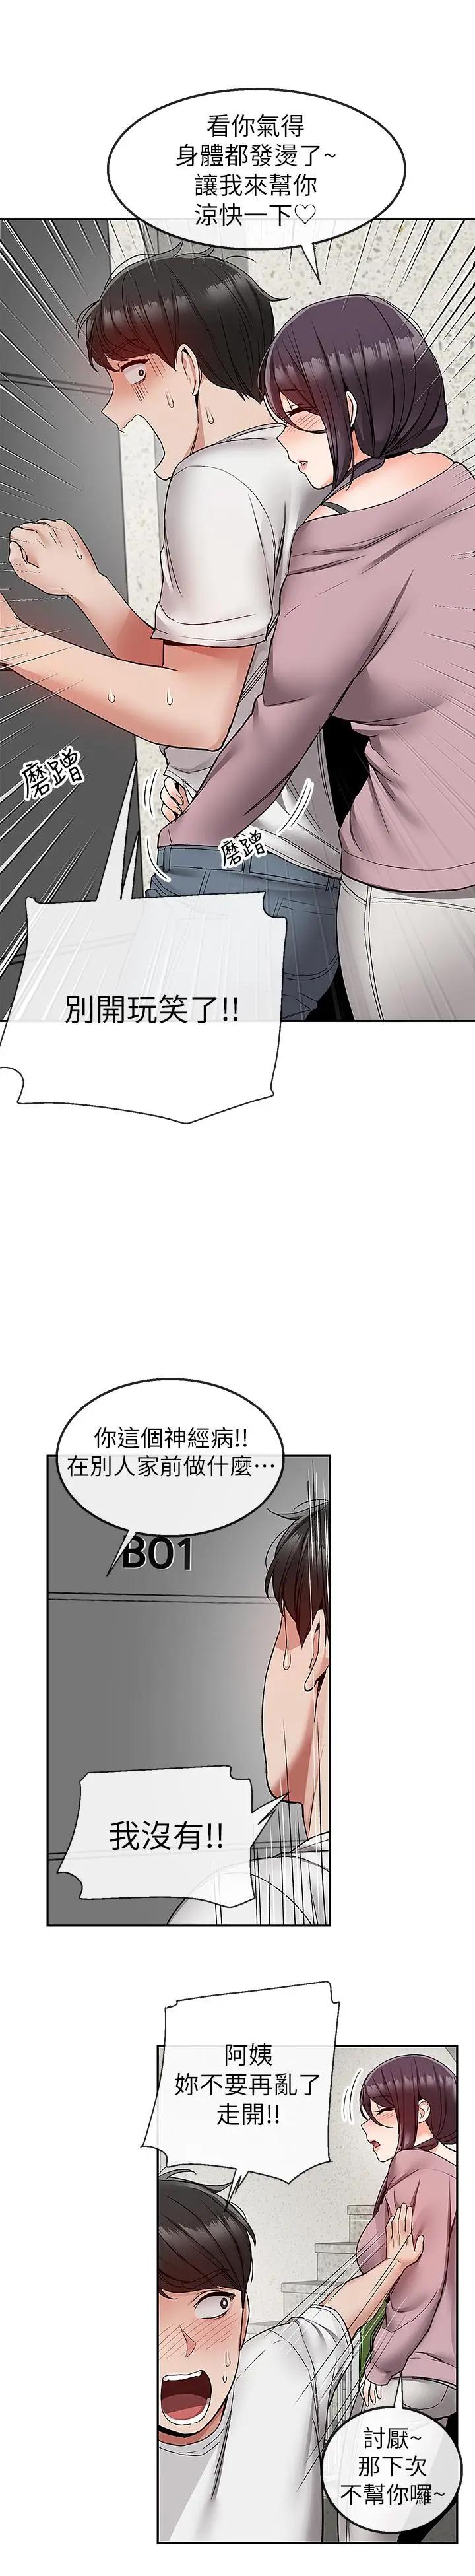 看你氣得
身體都發燙了~
讓我來幫你
涼快一下♡
磨蹭
磨蹭
別開玩笑了!!
你這個神經病!!
在別人家前做什麼…
B01
我沒有!!
阿姨
妳不要再亂了
走開!!
討厭~
那下次
不幫你囉~